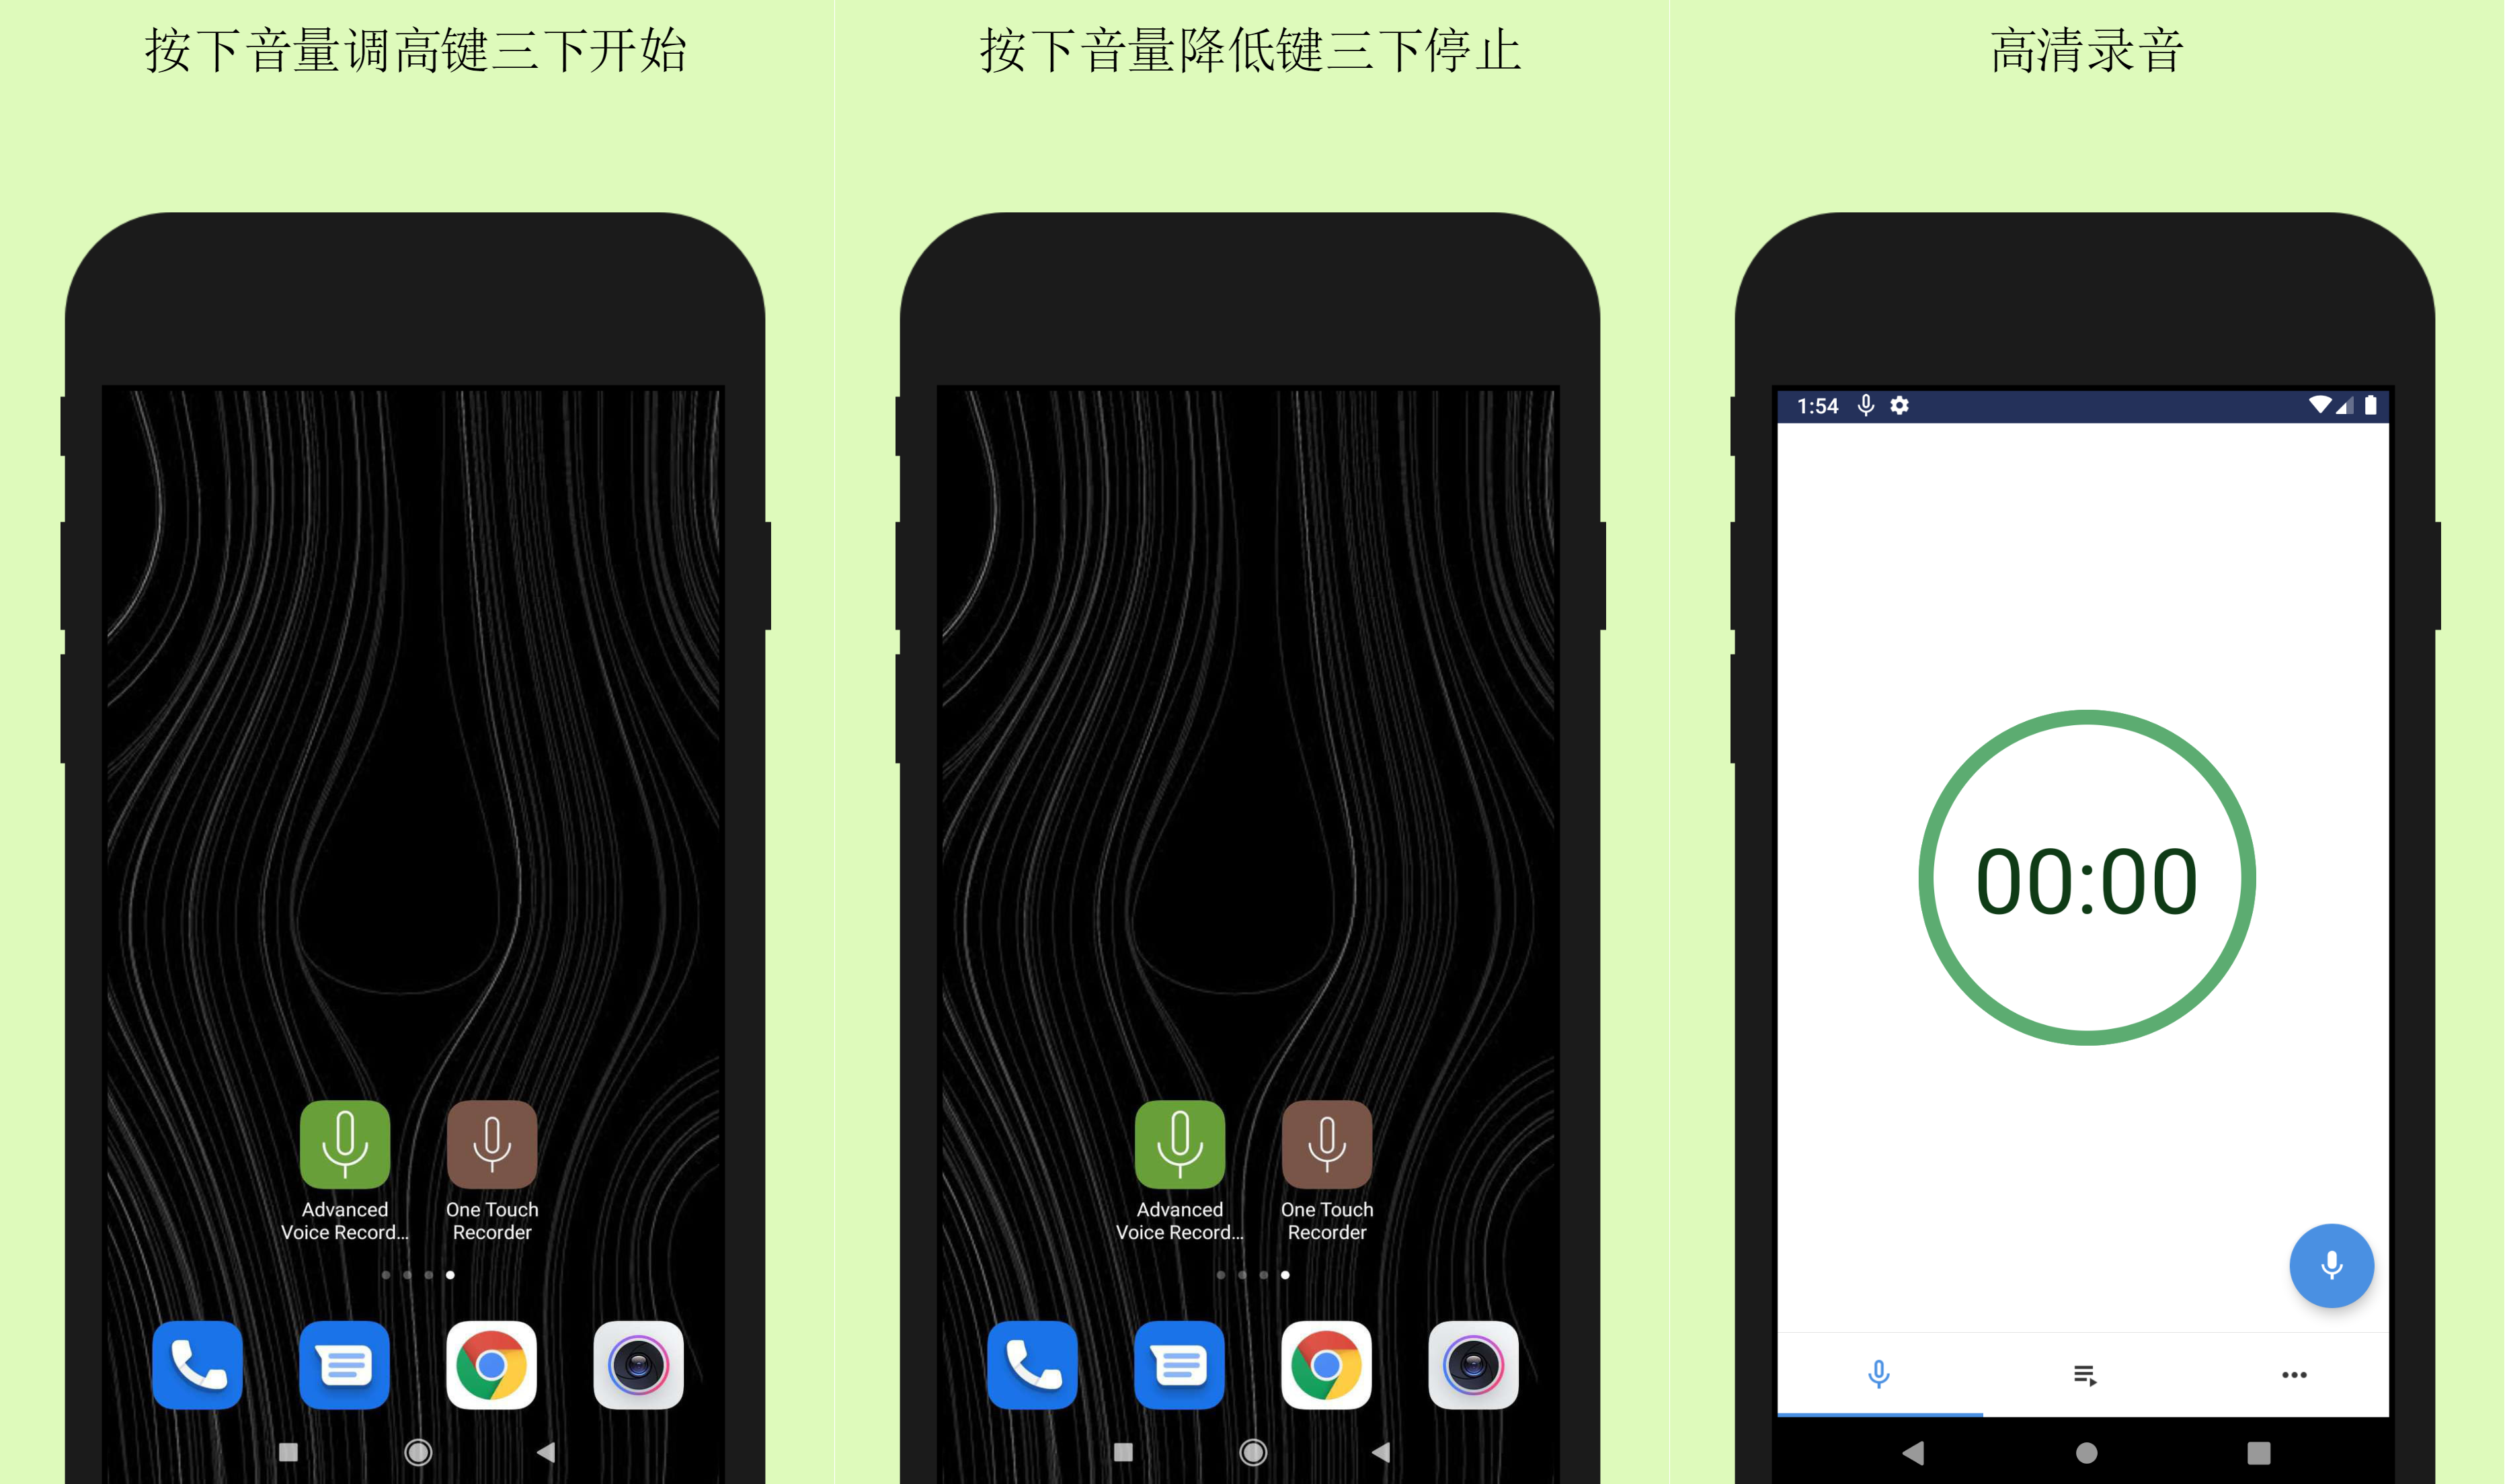 按下音量调高键三下开始
按下音量降低键三下停止
高清录音
Advanced
Voice Record...
One Touch
Recorder
Advanced
Voice Record...
One Touch
Recorder
1:54
00:00